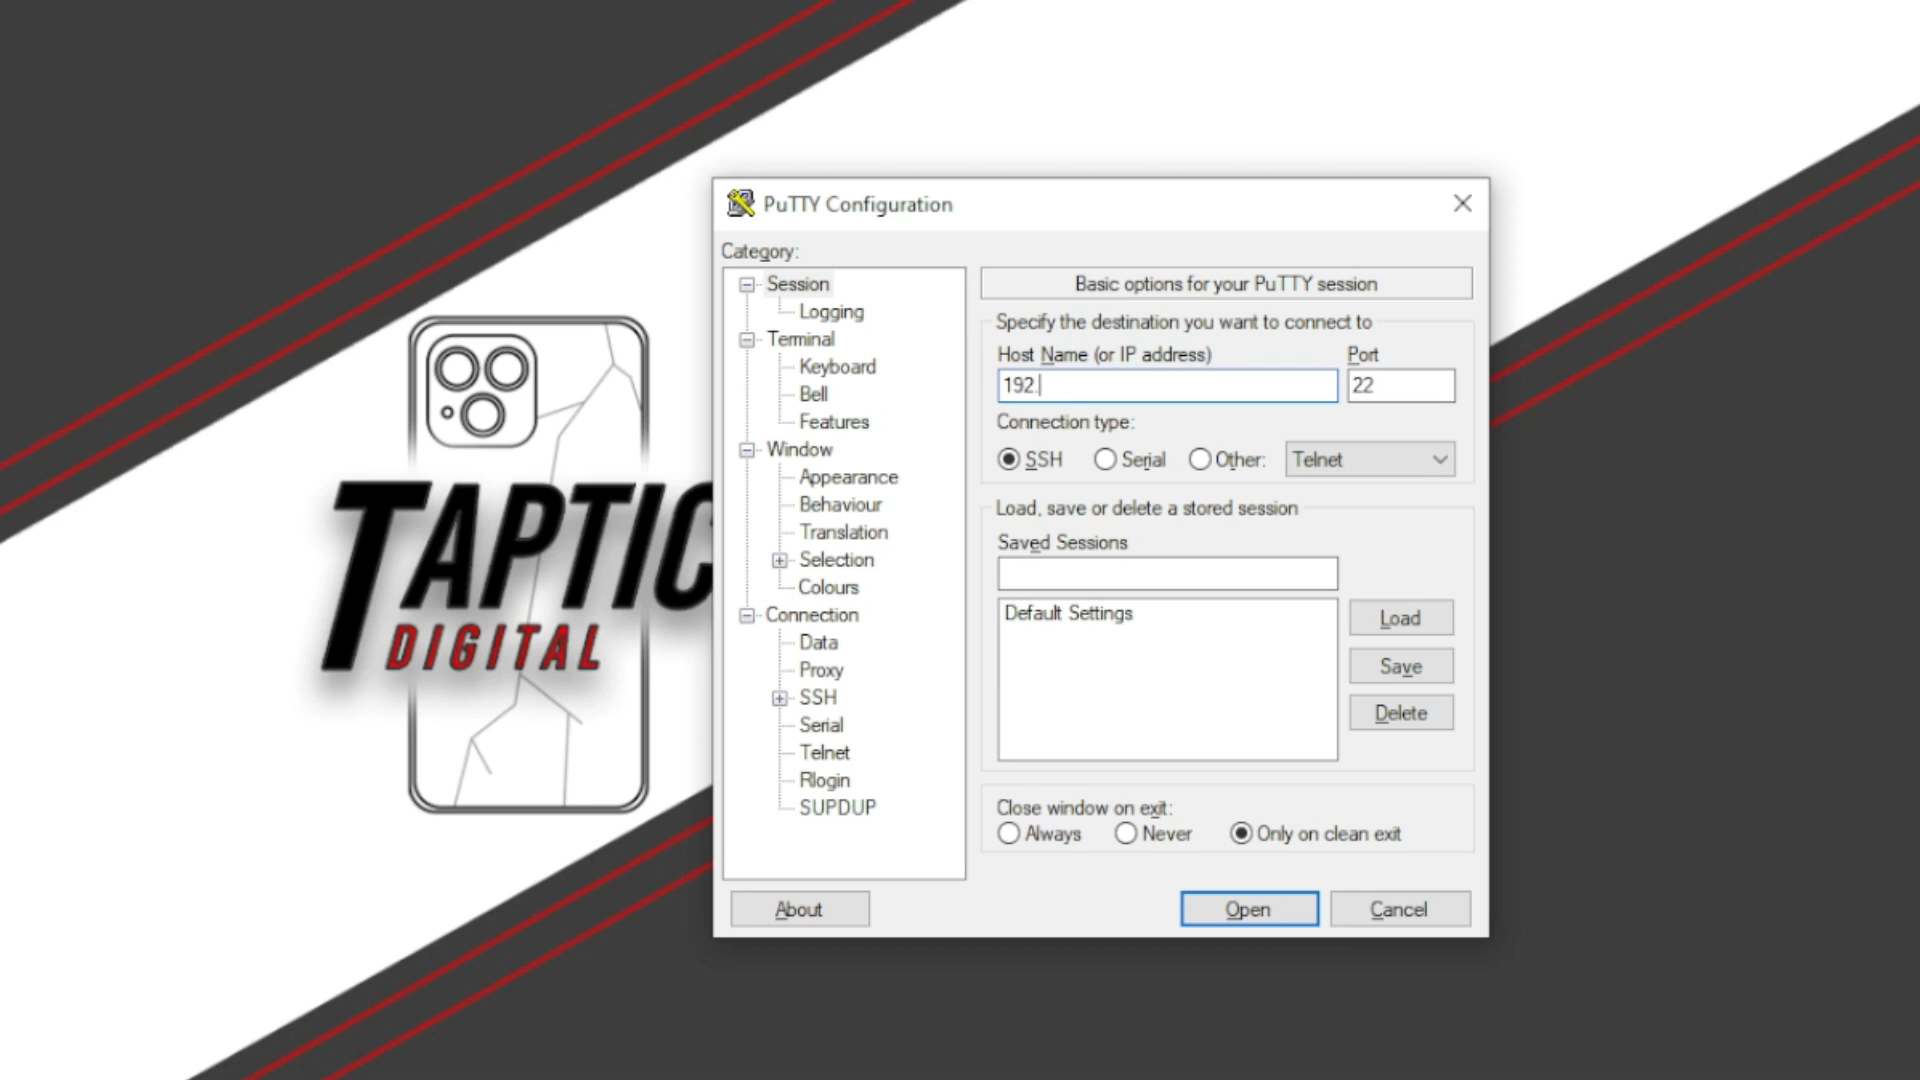 PuTTY Configuration
Category:
Session
Logging
Terminal
Keyboard
Bell
Features
Window
Appearance
Behaviour
Translation
Selection
Colours
Connection
Data
Proxy
SSH
Serial
Telnet
Rlogin
SUPDUP
Basic options for your PuTTY session
Specify the destination you want to connect to
Host Name (or IP address) Port
192. 22
Connection type:
SSH Serial Other: Telnet
Load, save or delete a stored session
Saved Sessions
Default Settings
Load
Save
Delete
Close window on exit:
Always Never Only on clean exit
About Open Cancel
TAPTIC
DIGITAL